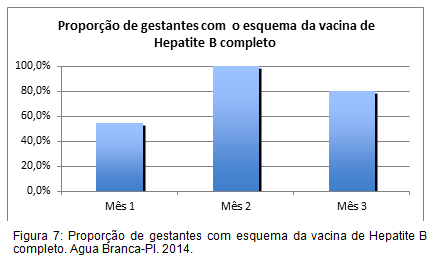 Proporção de gestantes com o esquema da vacina de
Hepatite B completo
100,0%
80,0%
60,0%
40,0%
20,0%
0,0%
Mês 1 Mês 2 Mês 3
Figura 7: Proporção de gestantes com esquema da vacina de Hepatite B
completo. Agua Branca-PI. 2014.